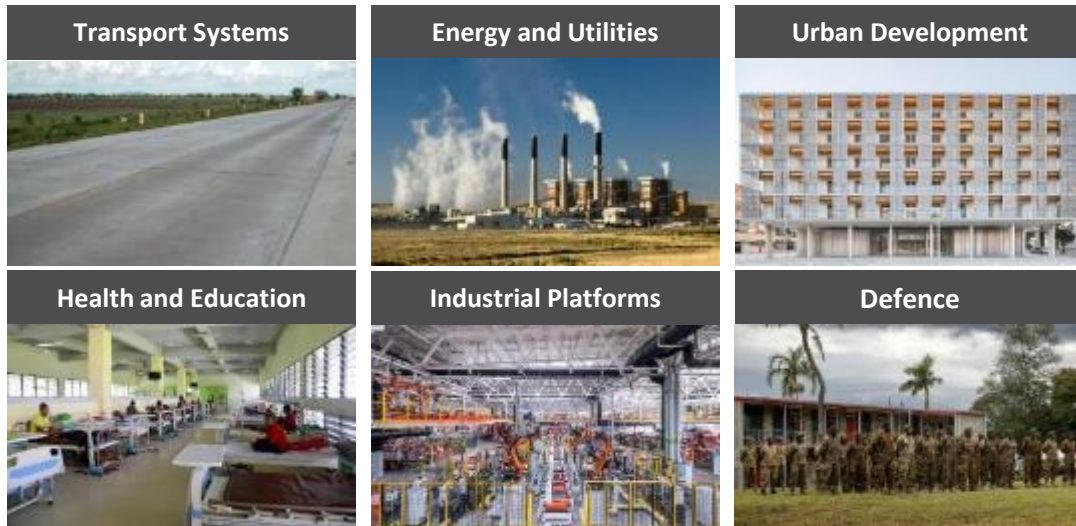 Transport Systems
Energy and Utilities
Urban Development
Health and Education
Industrial Platforms
Defence